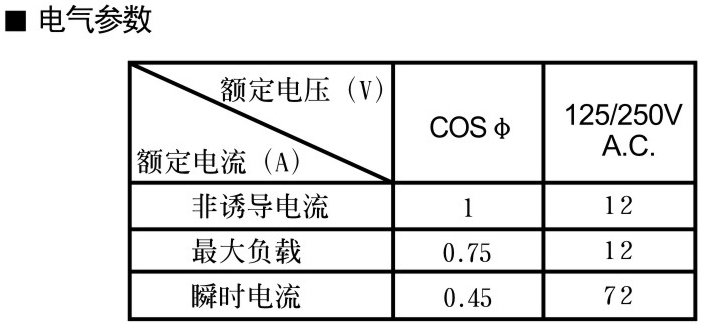 ■ 电气参数
额定电压（V）
额定电流（A）
COS ϕ
125/250V
A.C.
非诱导电流 1 12
最大负载 0.75 12
瞬时电流 0.45 72